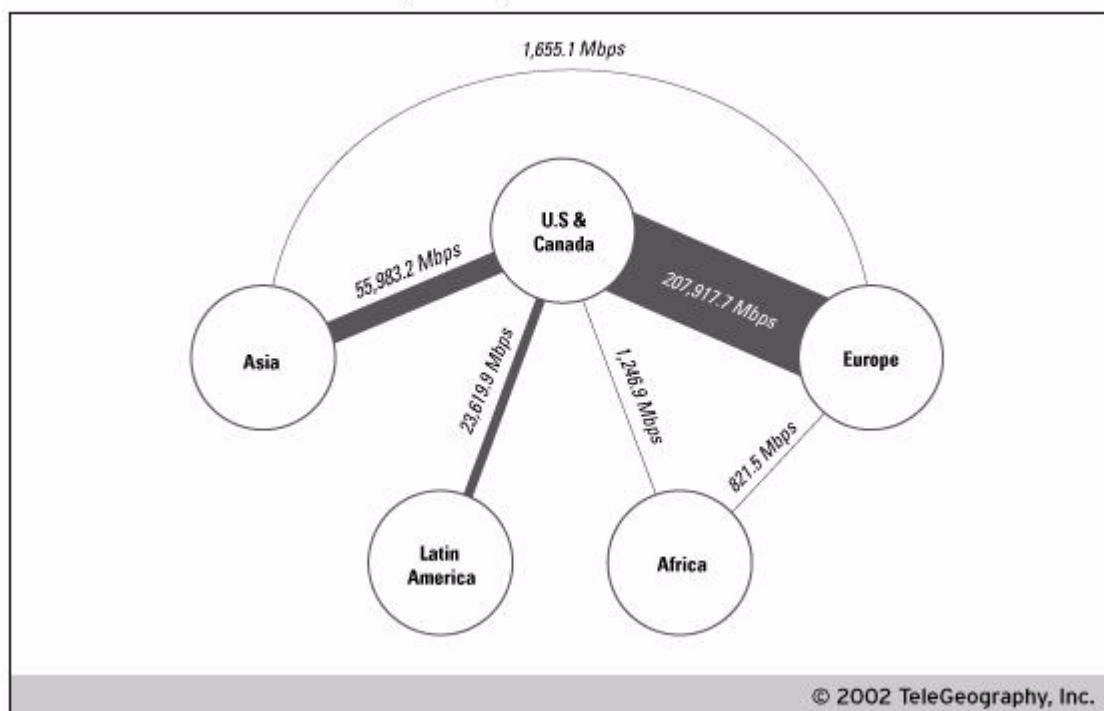 1,655.1 Mbps
U.S &
Canada
55,983.2 Mbps
207,917.7 Mbps
Asia
Europe
23,619.9 Mbps
1,246.9 Mbps
821.5 Mbps
Latin
America
Africa
© 2002 TeleGeography, Inc.